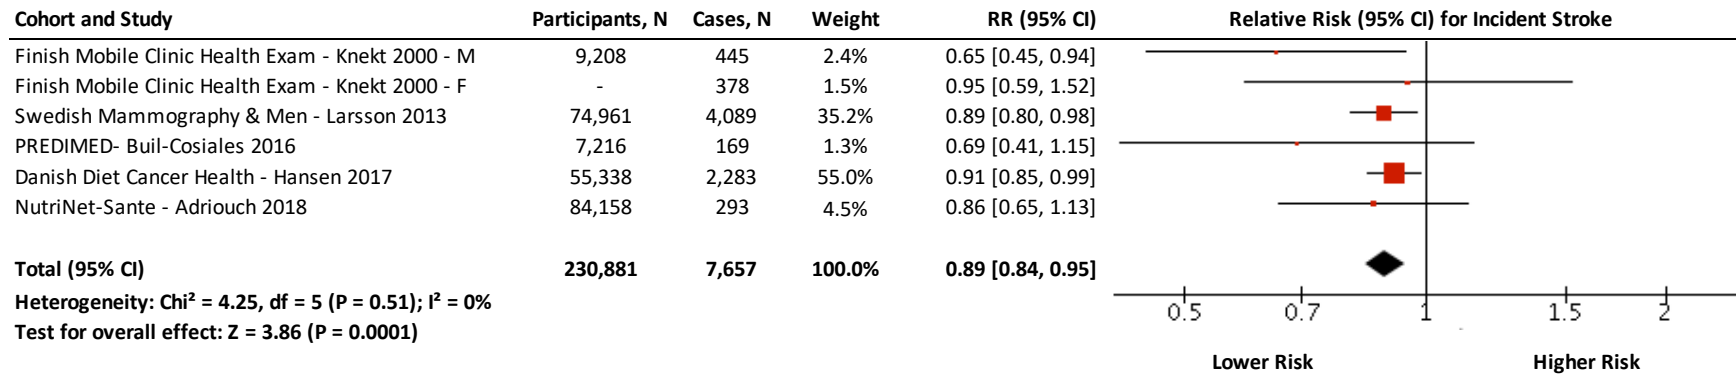 Cohort and Study Participants, N Cases, N Weight RR (95% CI) Relative Risk (95% CI) for Incident Stroke
Finish Mobile Clinic Health Exam - Knekt 2000 - M 9,208 445 2.4% 0.65 [0.45, 0.94]
Finish Mobile Clinic Health Exam - Knekt 2000 - F - 378 1.5% 0.95 [0.59, 1.52]
Swedish Mammography & Men - Larsson 2013 74,961 4,089 35.2% 0.89 [0.80, 0.98]
PREDIMED- Buil-Cosiales 2016 7,216 169 1.3% 0.69 [0.41, 1.15]
Danish Diet Cancer Health - Hansen 2017 55,338 2,283 55.0% 0.91 [0.85, 0.99]
NutriNet-Sante - Adriouch 2018 84,158 293 4.5% 0.86 [0.65, 1.13]
Total (95% CI) 230,881 7,657 100.0% 0.89 [0.84, 0.95]
Heterogeneity: Chi² = 4.25, df = 5 (P = 0.51); I² = 0%
0.5 0.7 1 1.5 2
Test for overall effect: Z = 3.86 (P = 0.0001)
Lower Risk Higher Risk